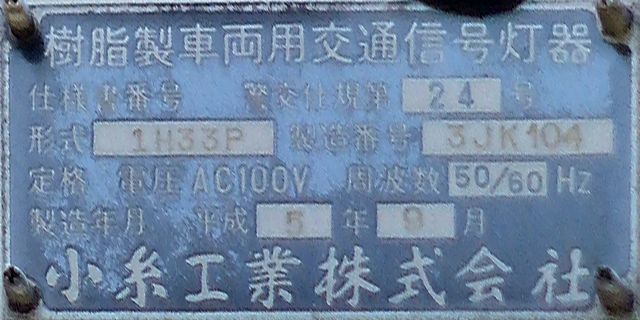 樹脂製車両用交通信号灯器
仕様書番号 警交仕規第 24 号
形式 1H33P 製造番号 3JK104
定格 電圧 AC100V 周波数 50/60 Hz
製造年月 平成 5 年 9 月
小糸工業株式会社